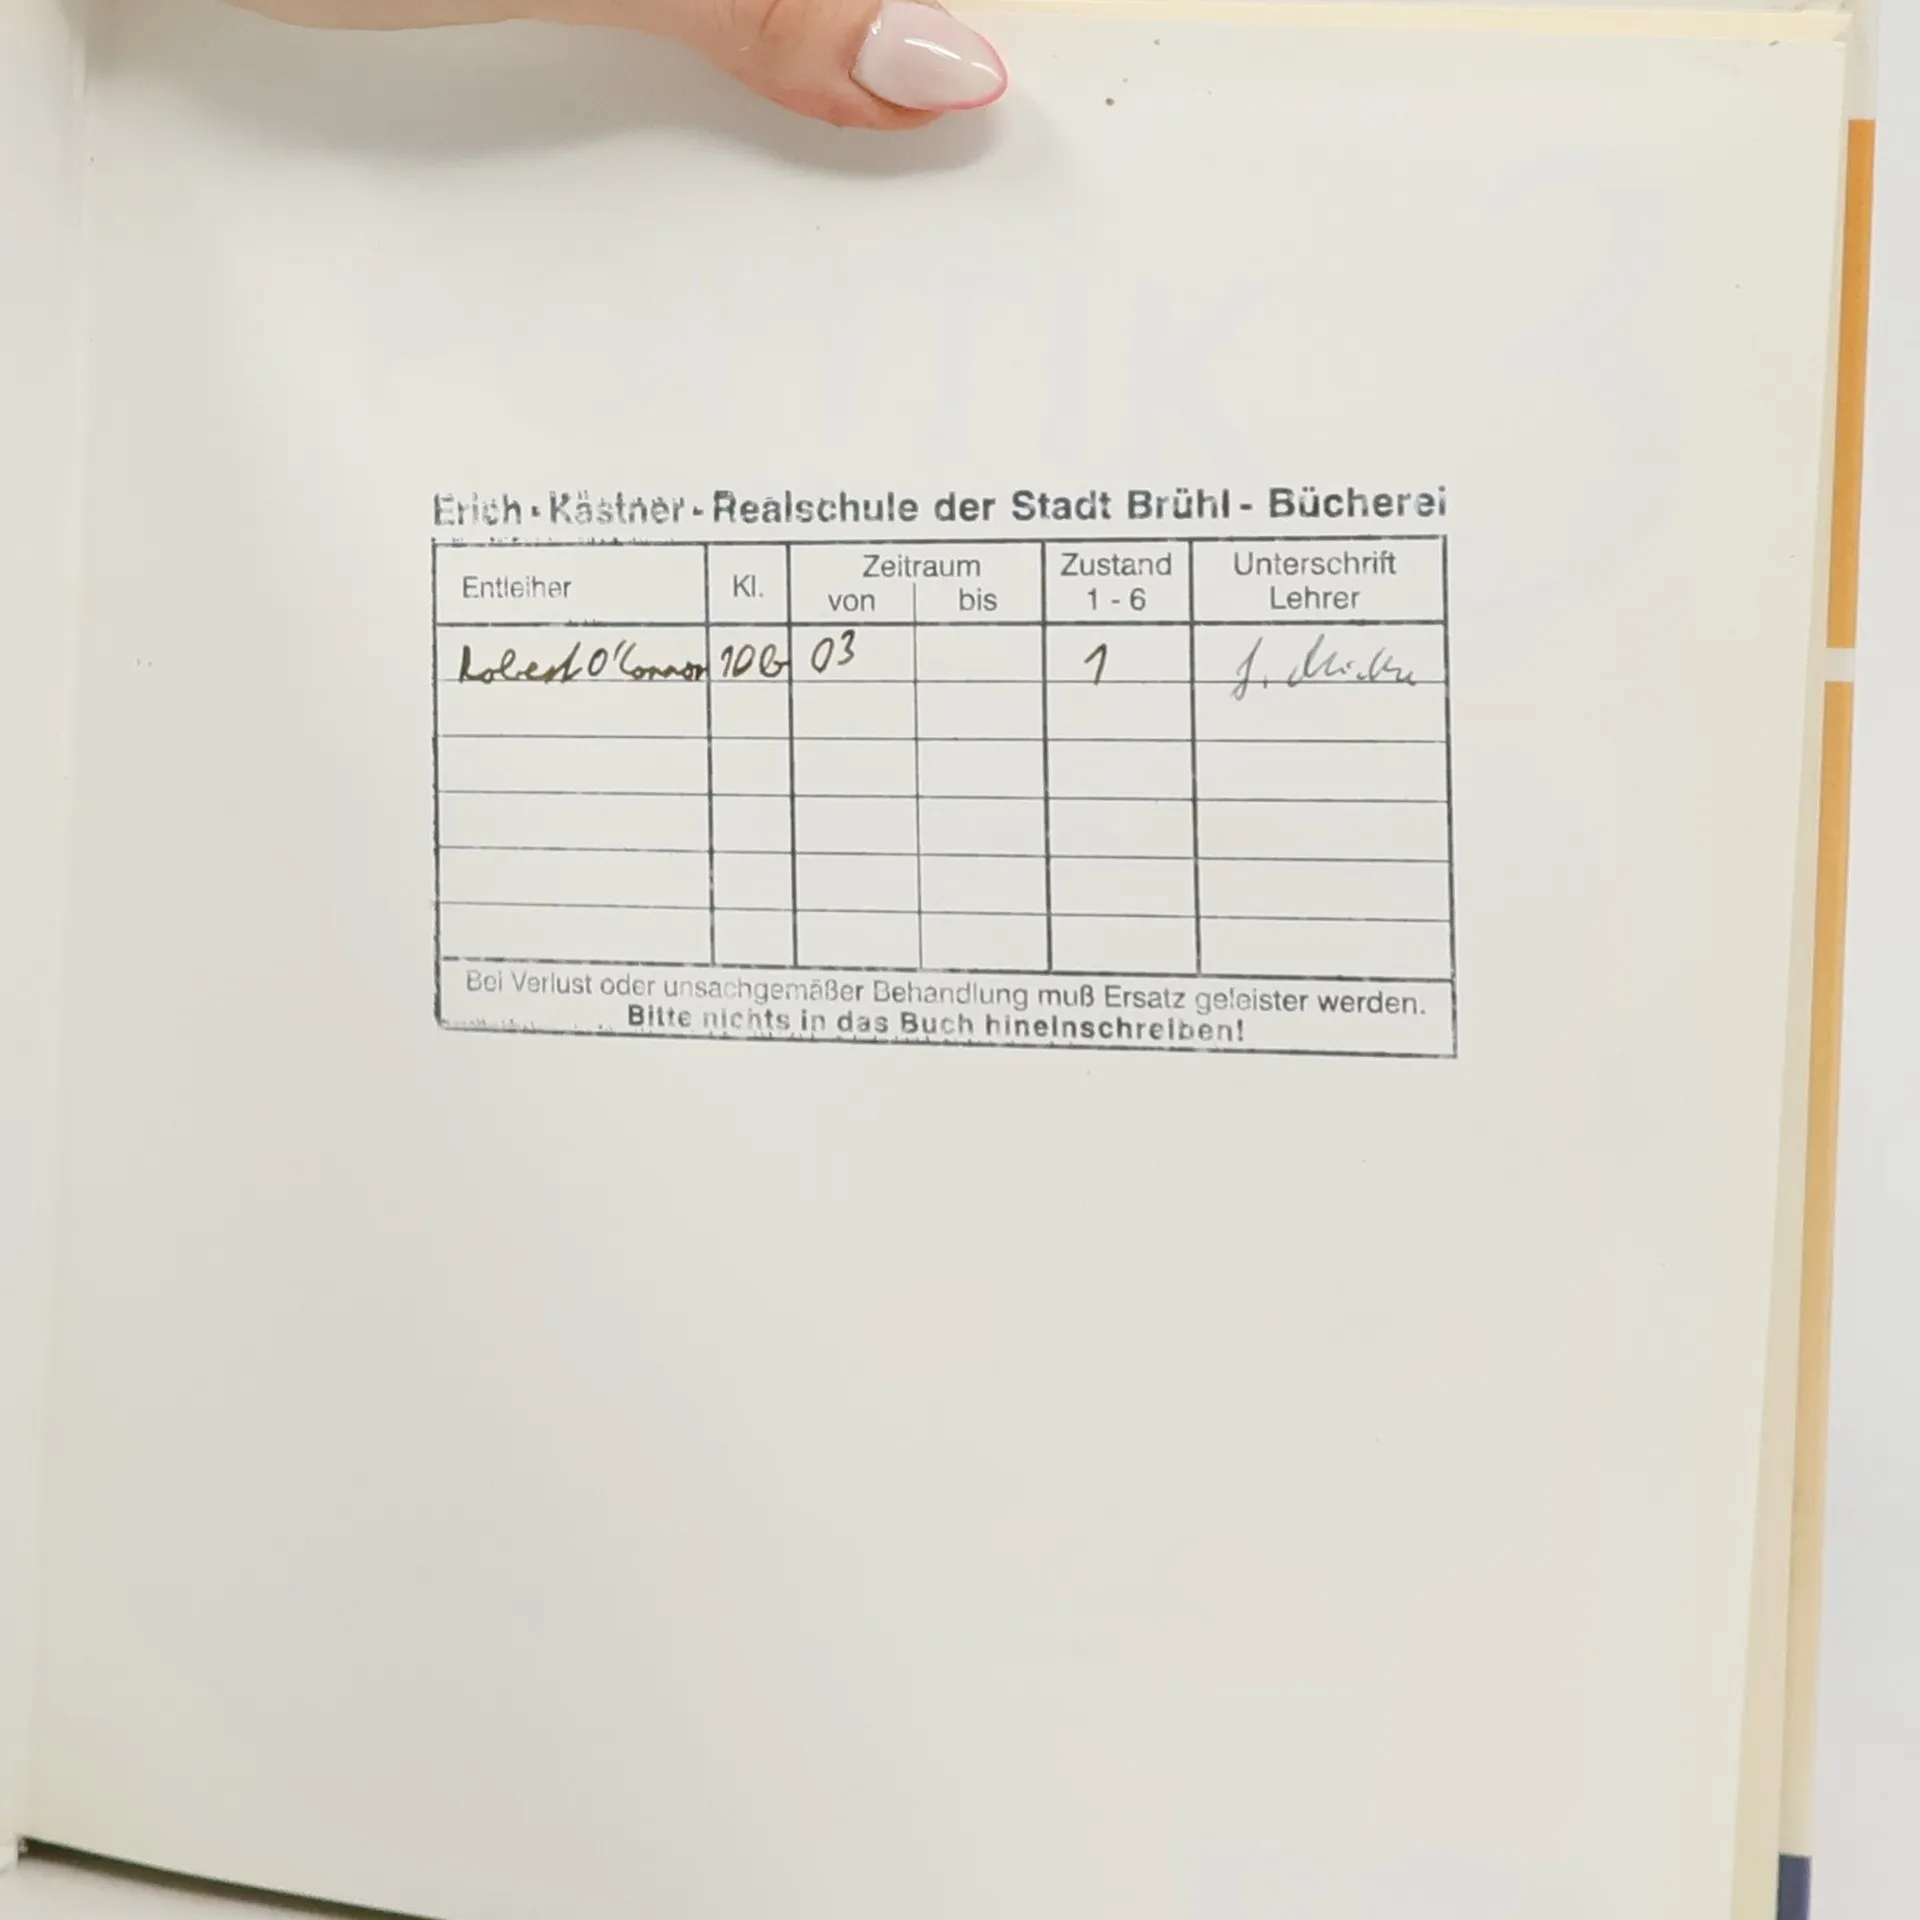 Erich-Kästner-Realschule der Stadt Brühl - Bücherei
Entleiher Kl. Zeitraum von bis Zustand 1 - 6 Unterschrift Lehrer
Robert O'Connor 10b 03 1
Bei Verlust oder unsachgemäßer Behandlung muß Ersatz geleister werden.
Bitte nichts in das Buch hineinschreiben!